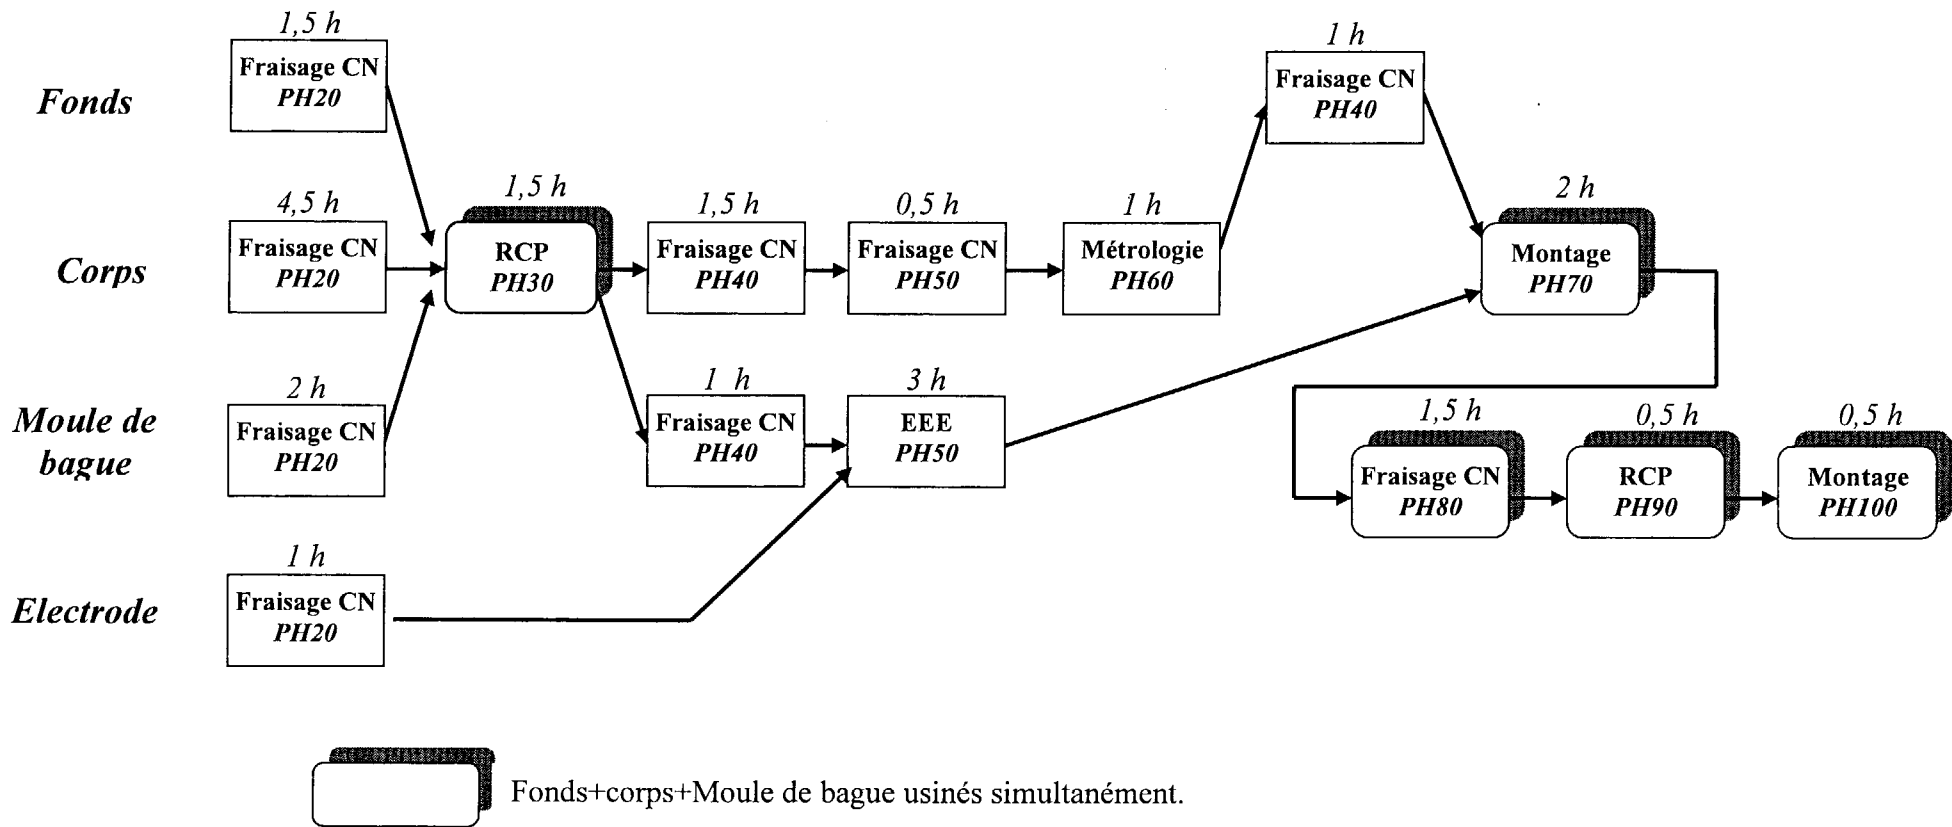 1,5 h
Fraisage CN
PH20
1 h
Fraisage CN
PH40
Fonds
4,5 h
Fraisage CN
PH20
1,5 h
RCP
PH30
1,5 h
Fraisage CN
PH40
0,5 h
Fraisage CN
PH50
1 h
Métrologie
PH60
2 h
Montage
PH70
Corps
2 h
Fraisage CN
PH20
1 h
Fraisage CN
PH40
3 h
EEE
PH50
Moule de
bague
1,5 h
Fraisage CN
PH80
0,5 h
RCP
PH90
0,5 h
Montage
PH100
1 h
Fraisage CN
PH20
Electrode
Fonds+corps+Moule de bague usinés simultanément.